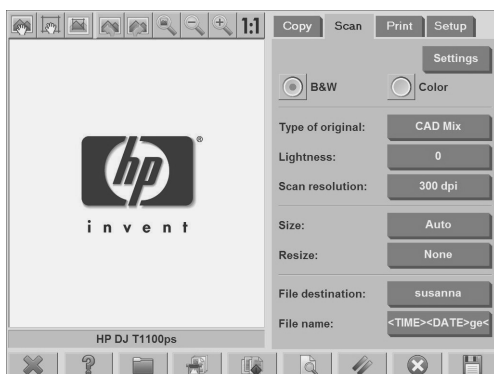 1:1
Copy Scan Print Setup
Settings
B&W Color
Type of original: CAD Mix
Lightness: 0
Scan resolution: 300 dpi
Size: Auto
Resize: None
File destination: susanna
File name: <TIME><DATE>ge<
hp ®
invent
HP DJ T1100ps